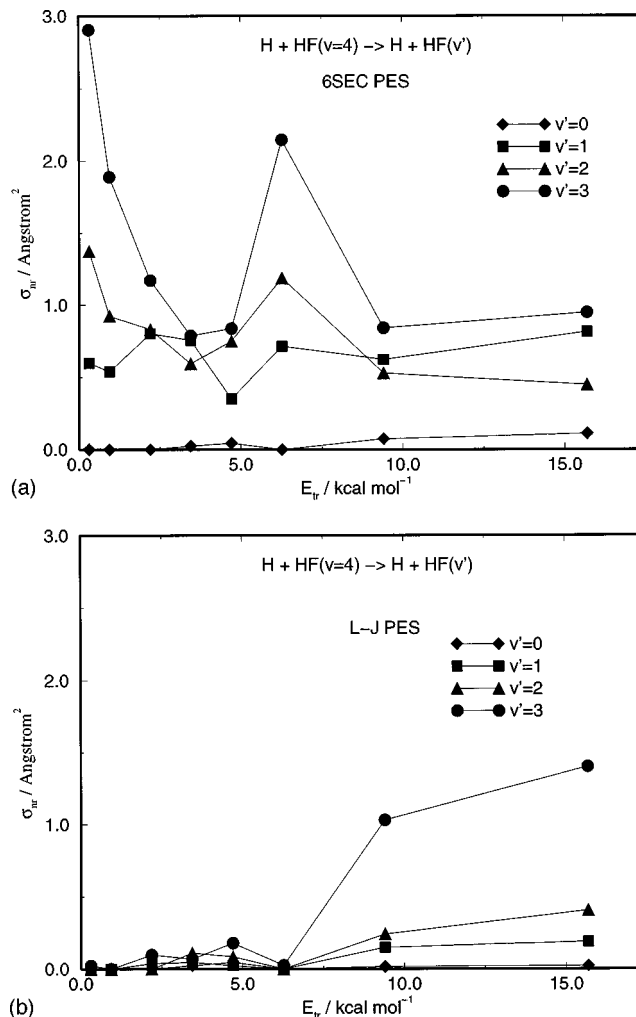 3.0
H + HF(v=4) -> H + HF(v')
6SEC PES
v'=0
v'=1
v'=2
v'=3
2.0
σnr / Angstrom²
1.0
0.0
0.0 5.0 10.0 15.0
(a)
Etr / kcal mol⁻¹
3.0
H + HF(v=4) -> H + HF(v')
L-J PES
v'=0
v'=1
v'=2
v'=3
2.0
σnr / Angstrom²
1.0
0.0
0.0 5.0 10.0 15.0
(b)
Etr / kcal mol⁻¹